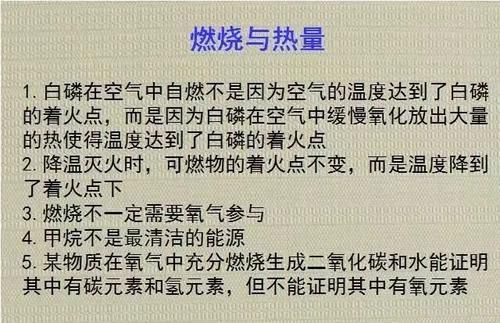 燃烧与热量
1. 白磷在空气中自燃不是因为空气的温度达到了白磷
的着火点，而是因为白磷在空气中缓慢氧化放出大量
的热使得温度达到了白磷的着火点
2. 降温灭火时，可燃物的着火点不变，而是温度降到
了着火点下
3. 燃烧不一定需要氧气参与
4. 甲烷不是最清洁的能源
5. 某物质在氧气中充分燃烧生成二氧化碳和水能证明
其中有碳元素和氢元素，但不能证明其中有氧元素